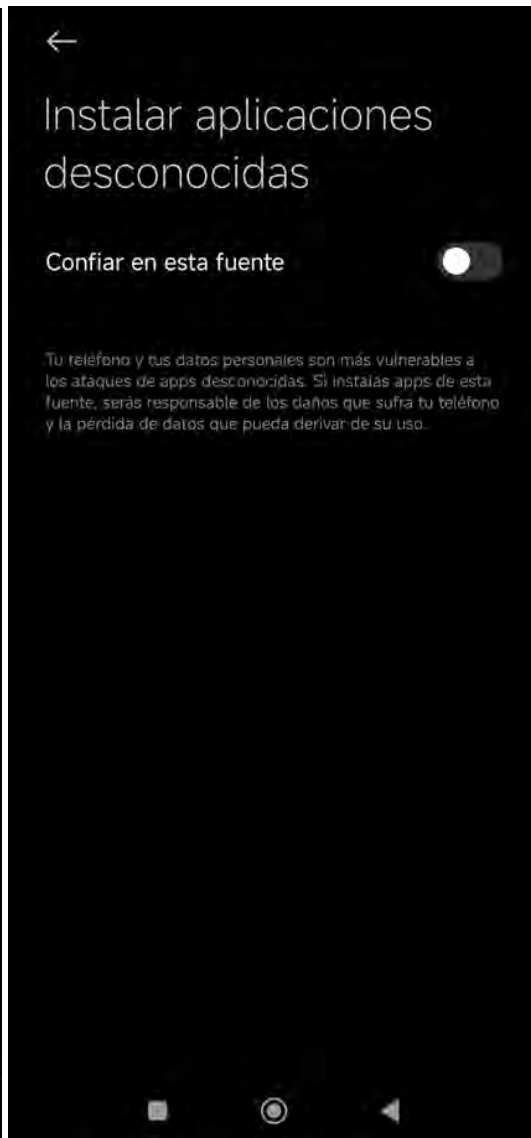 Instalar aplicaciones
desconocidas
Confiar en esta fuente
Tu teléfono y tus datos personales son más vulnerables a
los ataques de apps desconocidas. Si instalas apps de esta
fuente, serás responsable de los daños que sufra tu teléfono
y la pérdida de datos que pueda derivar de su uso.